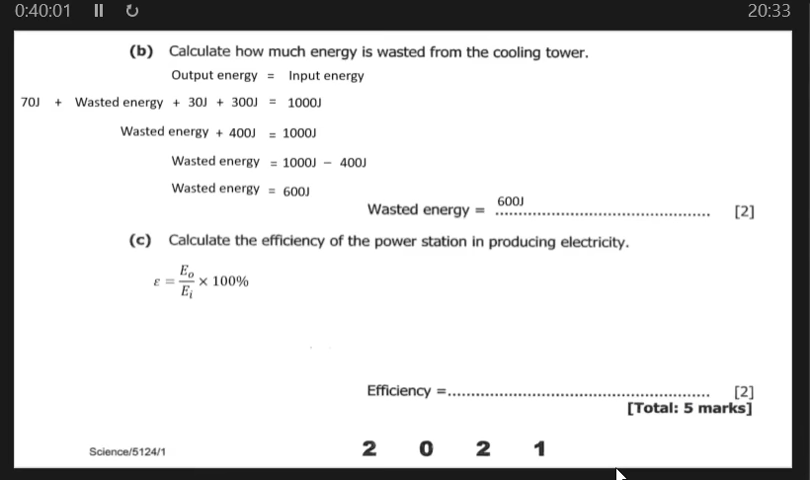 0:40:01 20:33
(b) Calculate how much energy is wasted from the cooling tower.
Output energy = Input energy
70J + Wasted energy + 30J + 300J = 1000J
Wasted energy + 400J = 1000J
Wasted energy = 1000J − 400J
Wasted energy = 600J
Wasted energy = 600J [2]
(c) Calculate the efficiency of the power station in producing electricity.
ε = E_o/E_i × 100%
Efficiency =.................................................... [2]
[Total: 5 marks]
Science/5124/1 2 0 2 1